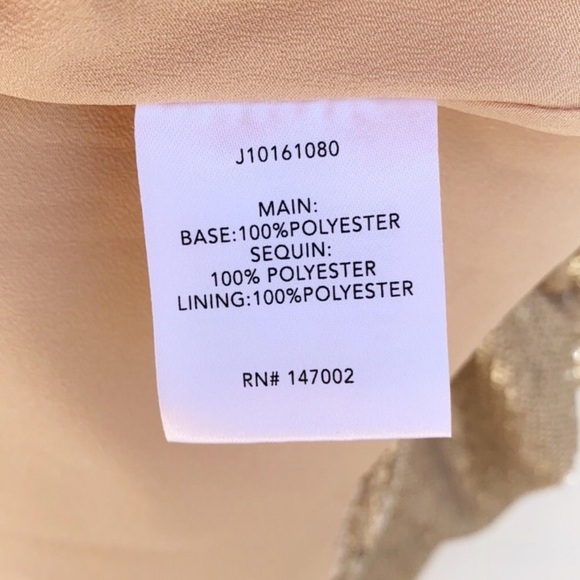 J10161080
MAIN:
BASE:100%POLYESTER
SEQUIN:
100% POLYESTER
LINING:100%POLYESTER
RN# 147002